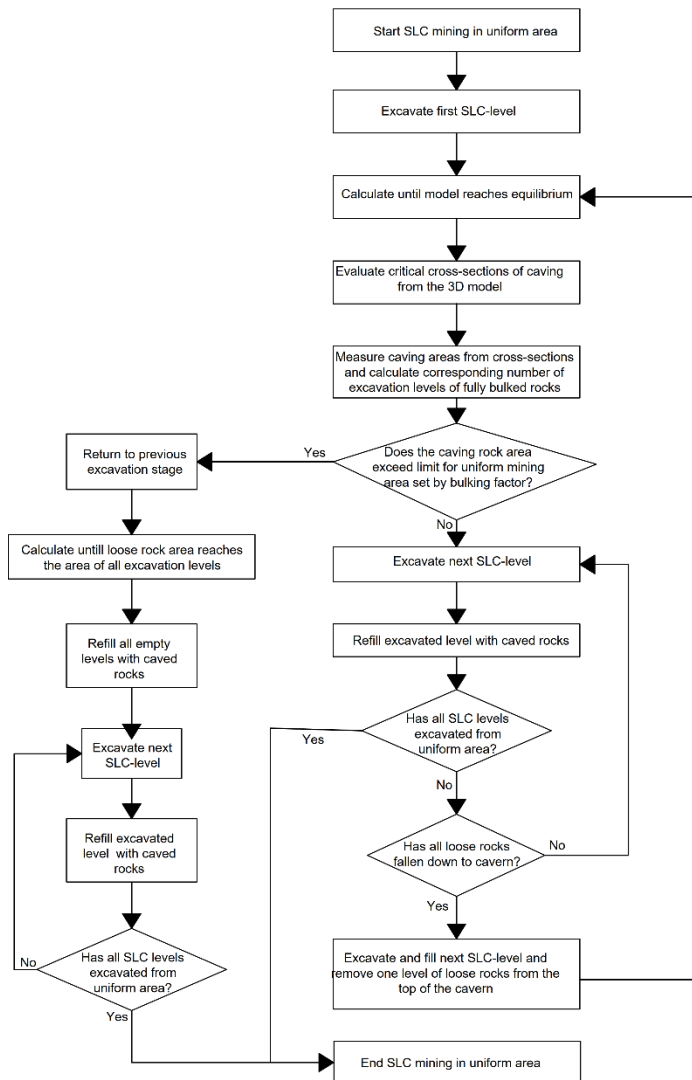 Start SLC mining in uniform area
Excavate first SLC-level
Calculate until model reaches equilibrium
Evaluate critical cross-sections of caving
from the 3D model
Measure caving areas from cross-sections
and calculate corresponding number of
excavation levels of fully bulked rocks
Does the caving rock area
exceed limit for uniform mining
area set by bulking factor?
Yes
No
Return to previous
excavation stage
Calculate untill loose rock area reaches
the area of all excavation levels
Refill all empty
levels with caved
rocks
Excavate next
SLC-level
Refill excavated
level with caved
rocks
Has all SLC levels
excavated from
uniform area?
No
Yes
Excavate next SLC-level
Refill excavated level with caved rocks
Has all SLC levels
excavated from
uniform area?
Yes
No
Has all loose rocks
fallen down to cavern?
No
Yes
Excavate and fill next SLC-level and
remove one level of loose rocks from the
top of the cavern
End SLC mining in uniform area